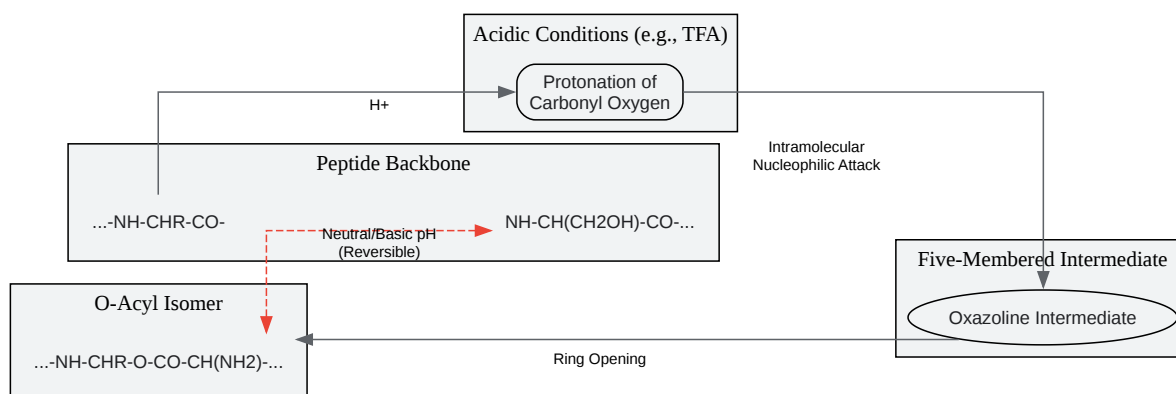 Acidic Conditions (e.g., TFA)
Protonation of
Carbonyl Oxygen
H+
Intramolecular
Nucleophilic Attack
Peptide Backbone
...-NH-CHR-CO-
NH-CH(CH2OH)-CO-...
Neutral/Basic pH
(Reversible)
Five-Membered Intermediate
Oxazoline Intermediate
O-Acyl Isomer
...-NH-CHR-O-CO-CH(NH2)-...
Ring Opening